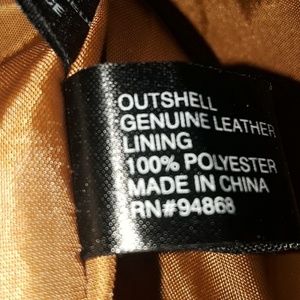 OUTSHELL
GENUINE LEATHER
LINING
100% POLYESTER
MADE IN CHINA
RN#94868